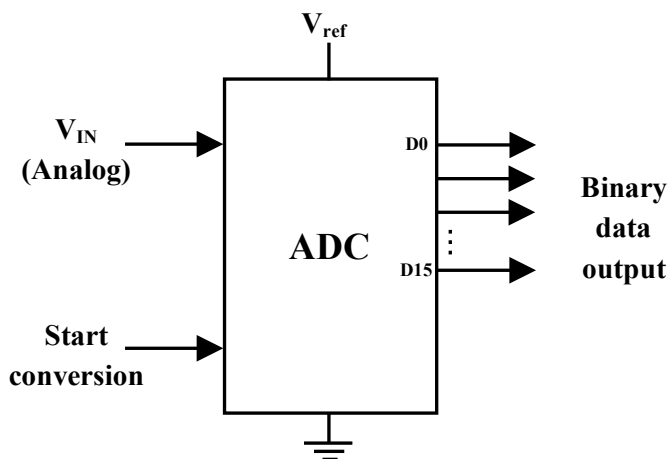 V_ref
V_IN
(Analog)
Start
conversion
ADC
D0
D15
Binary
data
output